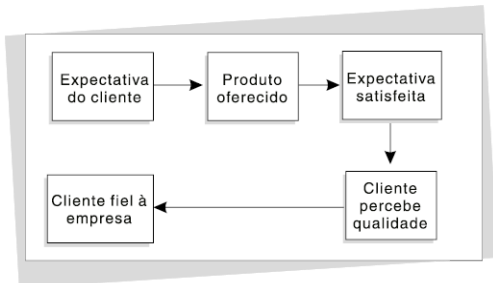 Expectativa
do cliente
Produto
oferecido
Expectativa
satisfeita
Cliente
percebe
qualidade
Cliente fiel à
empresa